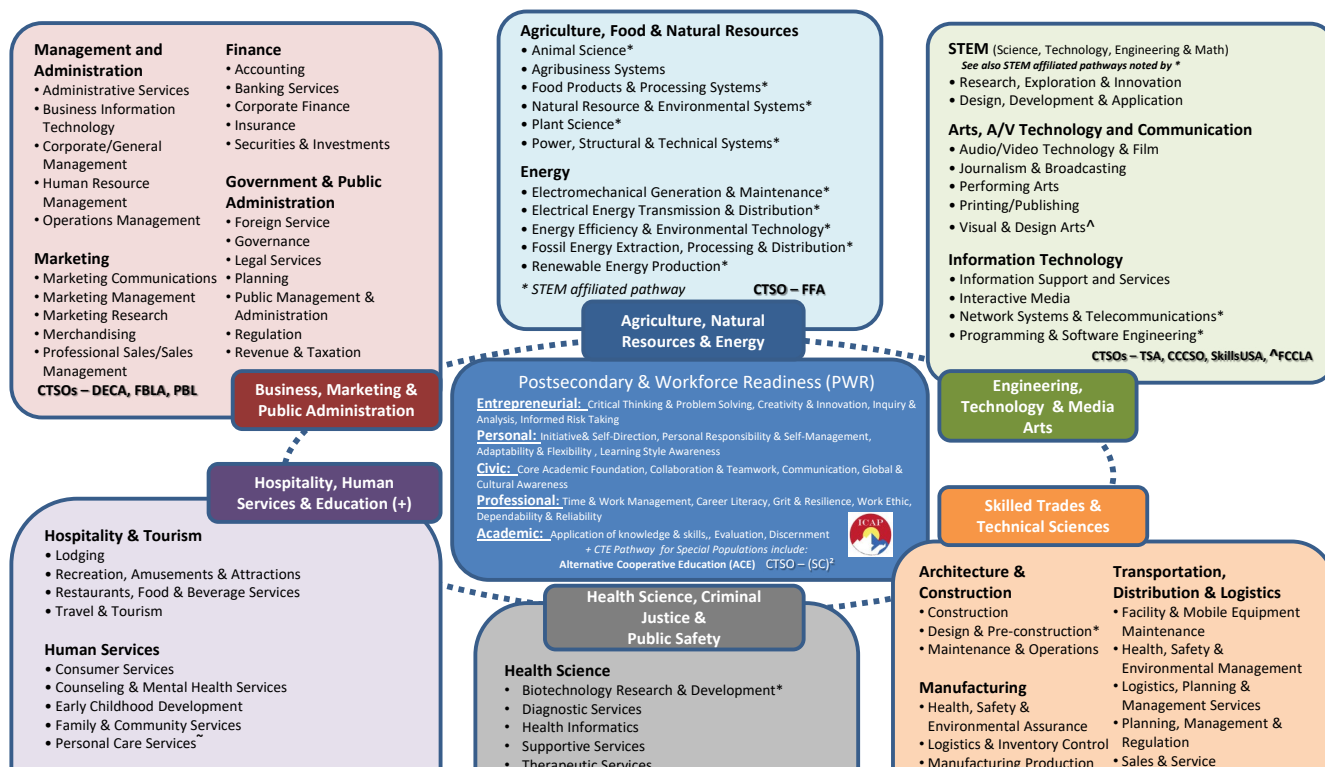 Management and
Administration
• Administrative Services
• Business Information
Technology
• Corporate/General
Management
• Human Resource
Management
• Operations Management
Marketing
• Marketing Communications
• Marketing Management
• Marketing Research
• Merchandising
• Professional Sales/Sales
Management
CTSOs – DECA, FBLA, PBL
Finance
• Accounting
• Banking Services
• Corporate Finance
• Insurance
• Securities & Investments
Government & Public
Administration
• Foreign Service
• Governance
• Legal Services
• Planning
• Public Management &
Administration
• Regulation
• Revenue & Taxation
Business, Marketing &
Public Administration
Agriculture, Food & Natural Resources
• Animal Science*
• Agribusiness Systems
• Food Products & Processing Systems*
• Natural Resource & Environmental Systems*
• Plant Science*
• Power, Structural & Technical Systems*
Energy
• Electromechanical Generation & Maintenance*
• Electrical Energy Transmission & Distribution*
• Energy Efficiency & Environmental Technology*
• Fossil Energy Extraction, Processing & Distribution*
• Renewable Energy Production*
* STEM affiliated pathway CTSO – FFA
Agriculture, Natural
Resources & Energy
STEM (Science, Technology, Engineering & Math)
See also STEM affiliated pathways noted by *
• Research, Exploration & Innovation
• Design, Development & Application
Arts, A/V Technology and Communication
• Audio/Video Technology & Film
• Journalism & Broadcasting
• Performing Arts
• Printing/Publishing
• Visual & Design Arts^
Information Technology
• Information Support and Services
• Interactive Media
• Network Systems & Telecommunications*
• Programming & Software Engineering*
CTSOs – TSA, CCCSO, SkillsUSA, ^FCCLA
Engineering,
Technology & Media
Arts
Postsecondary & Workforce Readiness (PWR)
Entrepreneurial: Critical Thinking & Problem Solving, Creativity & Innovation, Inquiry &
Analysis, Informed Risk Taking
Personal: Initiative& Self-Direction, Personal Responsibility & Self-Management,
Adaptability & Flexibility , Learning Style Awareness
Civic: Core Academic Foundation, Collaboration & Teamwork, Communication, Global &
Cultural Awareness
Professional: Time & Work Management, Career Literacy, Grit & Resilience, Work Ethic,
Dependability & Reliability
Academic: Application of knowledge & skills,, Evaluation, Discernment
+ CTE Pathway for Special Populations include:
Alternative Cooperative Education (ACE) CTSO – (SC)²
ICAP
Hospitality, Human
Services & Education (+)
Hospitality & Tourism
• Lodging
• Recreation, Amusements & Attractions
• Restaurants, Food & Beverage Services
• Travel & Tourism
Human Services
• Consumer Services
• Counseling & Mental Health Services
• Early Childhood Development
• Family & Community Services
• Personal Care Services~
Health Science, Criminal
Justice &
Public Safety
Health Science
• Biotechnology Research & Development*
• Diagnostic Services
• Health Informatics
• Supportive Services
• Therapeutic Services
Skilled Trades &
Technical Sciences
Architecture &
Construction
• Construction
• Design & Pre-construction*
• Maintenance & Operations
Manufacturing
• Health, Safety &
Environmental Assurance
• Logistics & Inventory Control
• Manufacturing Production
Transportation,
Distribution & Logistics
• Facility & Mobile Equipment
Maintenance
• Health, Safety &
Environmental Management
• Logistics, Planning &
Management Services
• Planning, Management &
Regulation
• Sales & Service